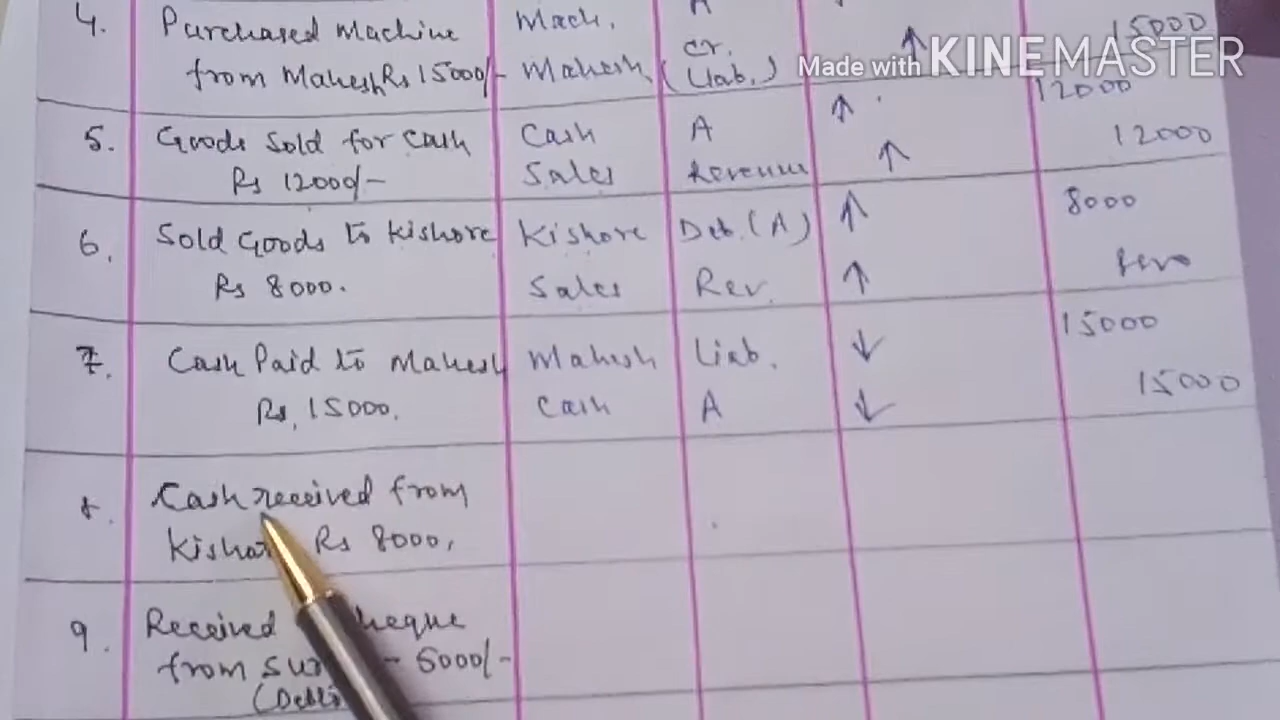 4. Purchased Machine Mach. A
from Mahesh Rs 15000/- Mahesh Cr. (Liab.) ↑ 15000
Made with KINEMASTER
5. Goods Sold for Cash Cash A ↑ 12000
Rs 12000/- Sales Revenue ↑ 12000
6. Sold Goods to Kishore Kishore Deb. (A) ↑ 8000
Rs 8000. Sales Rev. ↑
7. Cash Paid to Mahesh Mahesh Liab. ↓ 15000
Rs, 15000. Cash A ↓ 15000
8. Cash received from
Rs 8000,
9. Received
from 5000/-